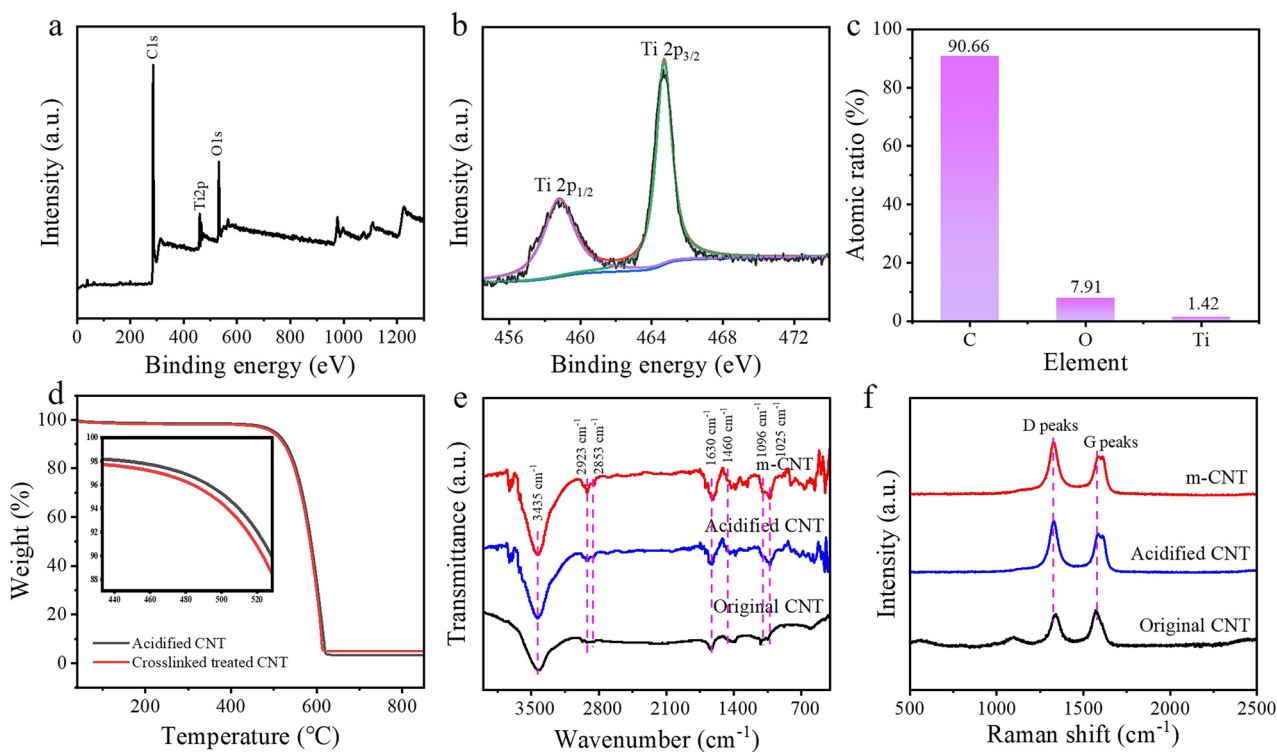 a
C1s
Ti2p
O1s
Intensity (a.u.)
0 200 400 600 800 1000 1200
Binding energy (eV)
b
Ti 2p1/2
Ti 2p3/2
Intensity (a.u.)
456 460 464 468 472
Binding energy (eV)
c
100
80
60
40
20
0
90.66
7.91
1.42
Atomic ratio (%)
C O Ti
Element
d
100
80
60
40
20
0
Weight (%)
100
98
96
94
92
90
88
440 460 480 500 520
Acidified CNT
Crosslinked treated CNT
200 400 600 800
Temperature (℃)
e
3435 cm-1
2923 cm-1
2853 cm-1
1630 cm-1
1460 cm-1
1096 cm-1
1025 cm-1
m-CNT
Acidified CNT
Original CNT
Transmittance (a.u.)
3500 2800 2100 1400 700
Wavenumber (cm-1)
f
D peaks
G peaks
m-CNT
Acidified CNT
Original CNT
Intensity (a.u.)
500 1000 1500 2000 2500
Raman shift (cm-1)